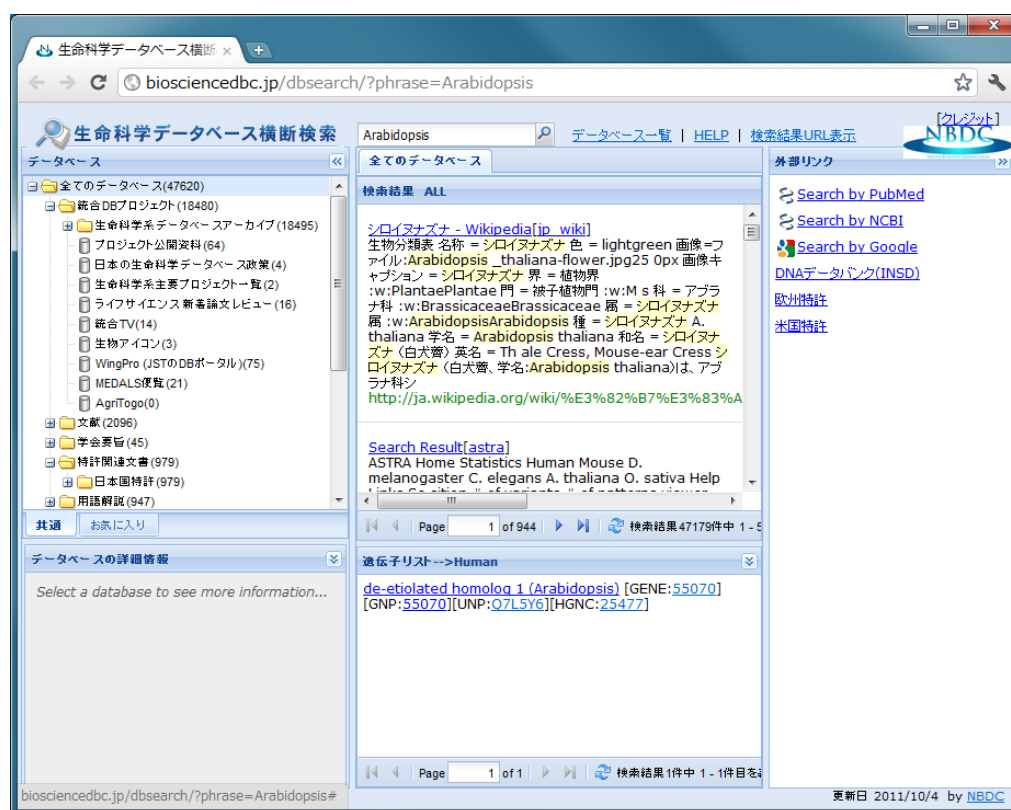 生命科学データベース横断
biosciencedbc.jp/dbsearch/?phrase=Arabidopsis
[クレジット]
生命科学データベース横断検索
Arabidopsis
データベース一覧 | HELP | 検索結果URL表示
NBDC
データベース
全てのデータベース(47620)
統合DBプロジェクト(18480)
生命科学系データベースアーカイブ(18495)
プロジェクト公開資料(64)
日本の生命科学データベース政策(4)
生命科学系主要プロジェクト一覧(2)
ライフサイエンス新着論文レビュー(16)
統合TV(14)
生物アイコン(3)
WingPro (JSTのDBポータル)(75)
MEDALS便覧(21)
AgriTogo(0)
文献(2096)
学会要旨(45)
特許関連文書(979)
日本国特許(979)
用語解説(947)
共通
お気に入り
データベースの詳細情報
Select a database to see more information...
全てのデータベース
検索結果 ALL
シロイヌナズナ - Wikipedia[jp_wiki]
生物分類表 名称 = シロイヌナズナ 色 = lightgreen 画像=フ
ァイル:Arabidopsis _thaliana-flower.jpg25 0px 画像キ
ャプション = シロイヌナズナ 界 = 植物界
:w:PlantaePlantae 門 = 被子植物門 :w:M s 科 = アブラ
ナ科 :w:BrassicaceaeBrassicaceae 属 = シロイヌナズナ
属 :w:ArabidopsisArabidopsis 種 = シロイヌナズナ A.
thaliana 学名 = Arabidopsis thaliana 和名 = シロイヌナ
ズナ (白犬薺) 英名 = Th ale Cress, Mouse-ear Cress シ
ロイヌナズナ (白犬薺、学名:Arabidopsis thaliana)は、アブ
ラナ科シ
http://ja.wikipedia.org/wiki/%E3%82%B7%E3%83%A
Search Result[astra]
ASTRA Home Statistics Human Mouse D.
melanogaster C. elegans A. thaliana O. sativa Help
Page 1 of 944 検索結果47179件中 1 - 5
遺伝子リスト-->Human
de-etiolated homolog 1 (Arabidopsis) [GENE:55070]
[GNP:55070][UNP:Q7L5Y6][HGNC:25477]
Page 1 of 1 検索結果1件中 1 - 1件目を
外部リンク
Search by PubMed
Search by NCBI
Search by Google
DNAデータバンク(INSD)
欧州特許
米国特許
biosciencedbc.jp/dbsearch/?phrase=Arabidopsis#
更新日 2011/10/4 by NBDC